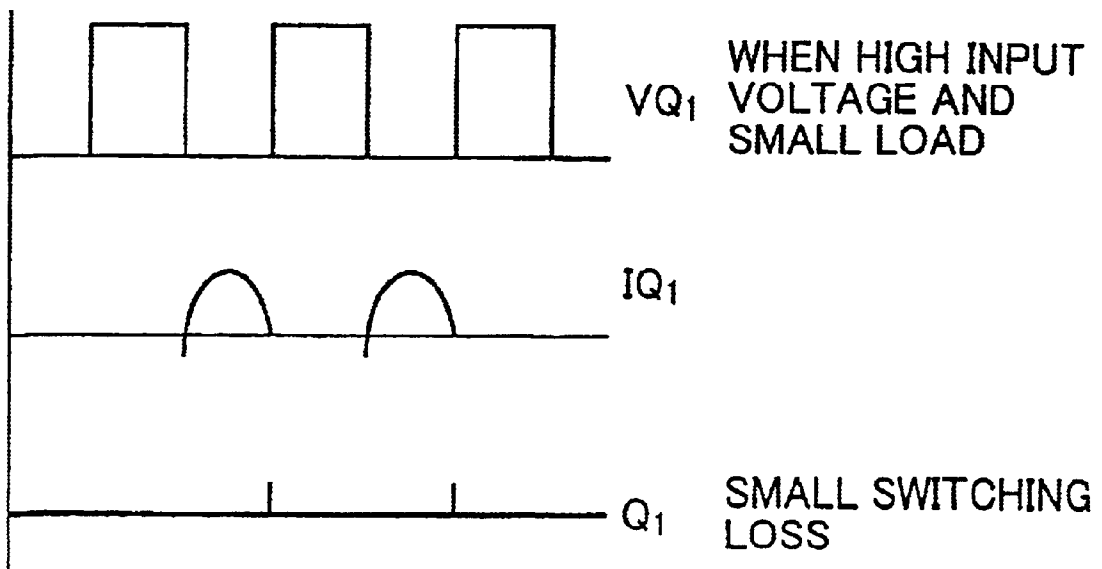 VQ1
WHEN HIGH INPUT
VOLTAGE AND
SMALL LOAD
IQ1
Q1
SMALL SWITCHING
LOSS